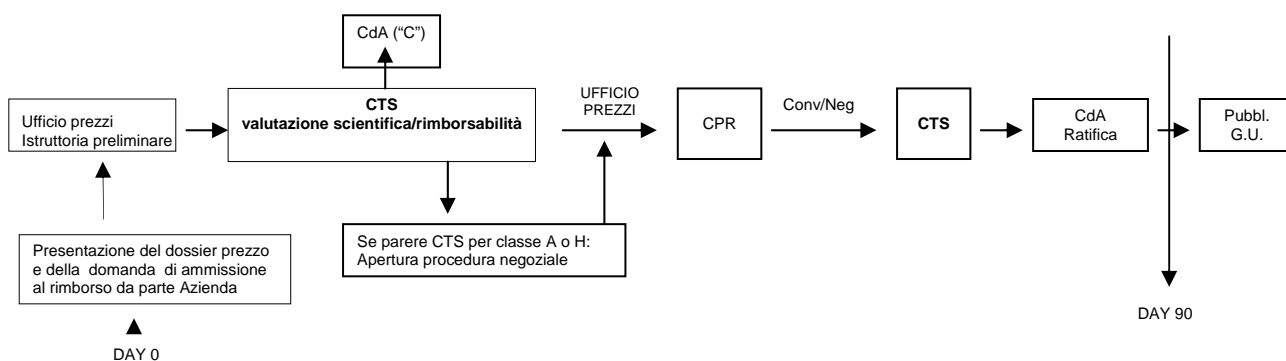 CdA (“C”)
Ufficio prezzi
Istruttoria preliminare
CTS
valutazione scientifica/rimborsabilità
UFFICIO
PREZZI
CPR
Conv/Neg
CTS
CdA
Ratifica
Pubbl.
G.U.
Presentazione del dossier prezzo
e della domanda di ammissione
al rimborso da parte Azienda
Se parere CTS per classe A o H:
Apertura procedura negoziale
DAY 0
DAY 90